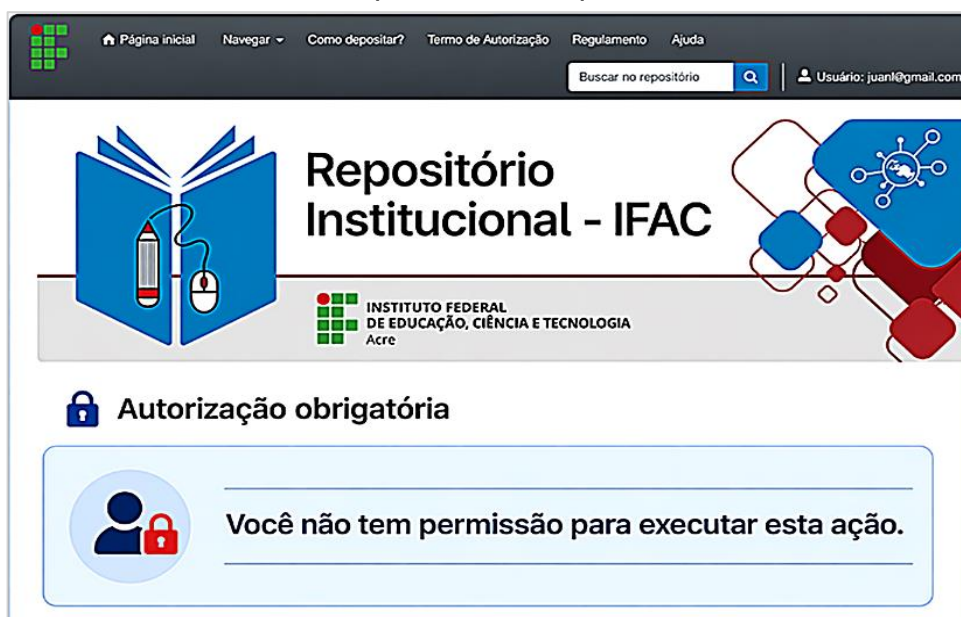 Página inicial Navegar Como depositar? Termo de Autorização Regulamento Ajuda
Buscar no repositório Usuário: juanl@gmail.com
Repositório
Institucional - IFAC
INSTITUTO FEDERAL
DE EDUCAÇÃO, CIÊNCIA E TECNOLOGIA
Acre
Autorização obrigatória
Você não tem permissão para executar esta ação.